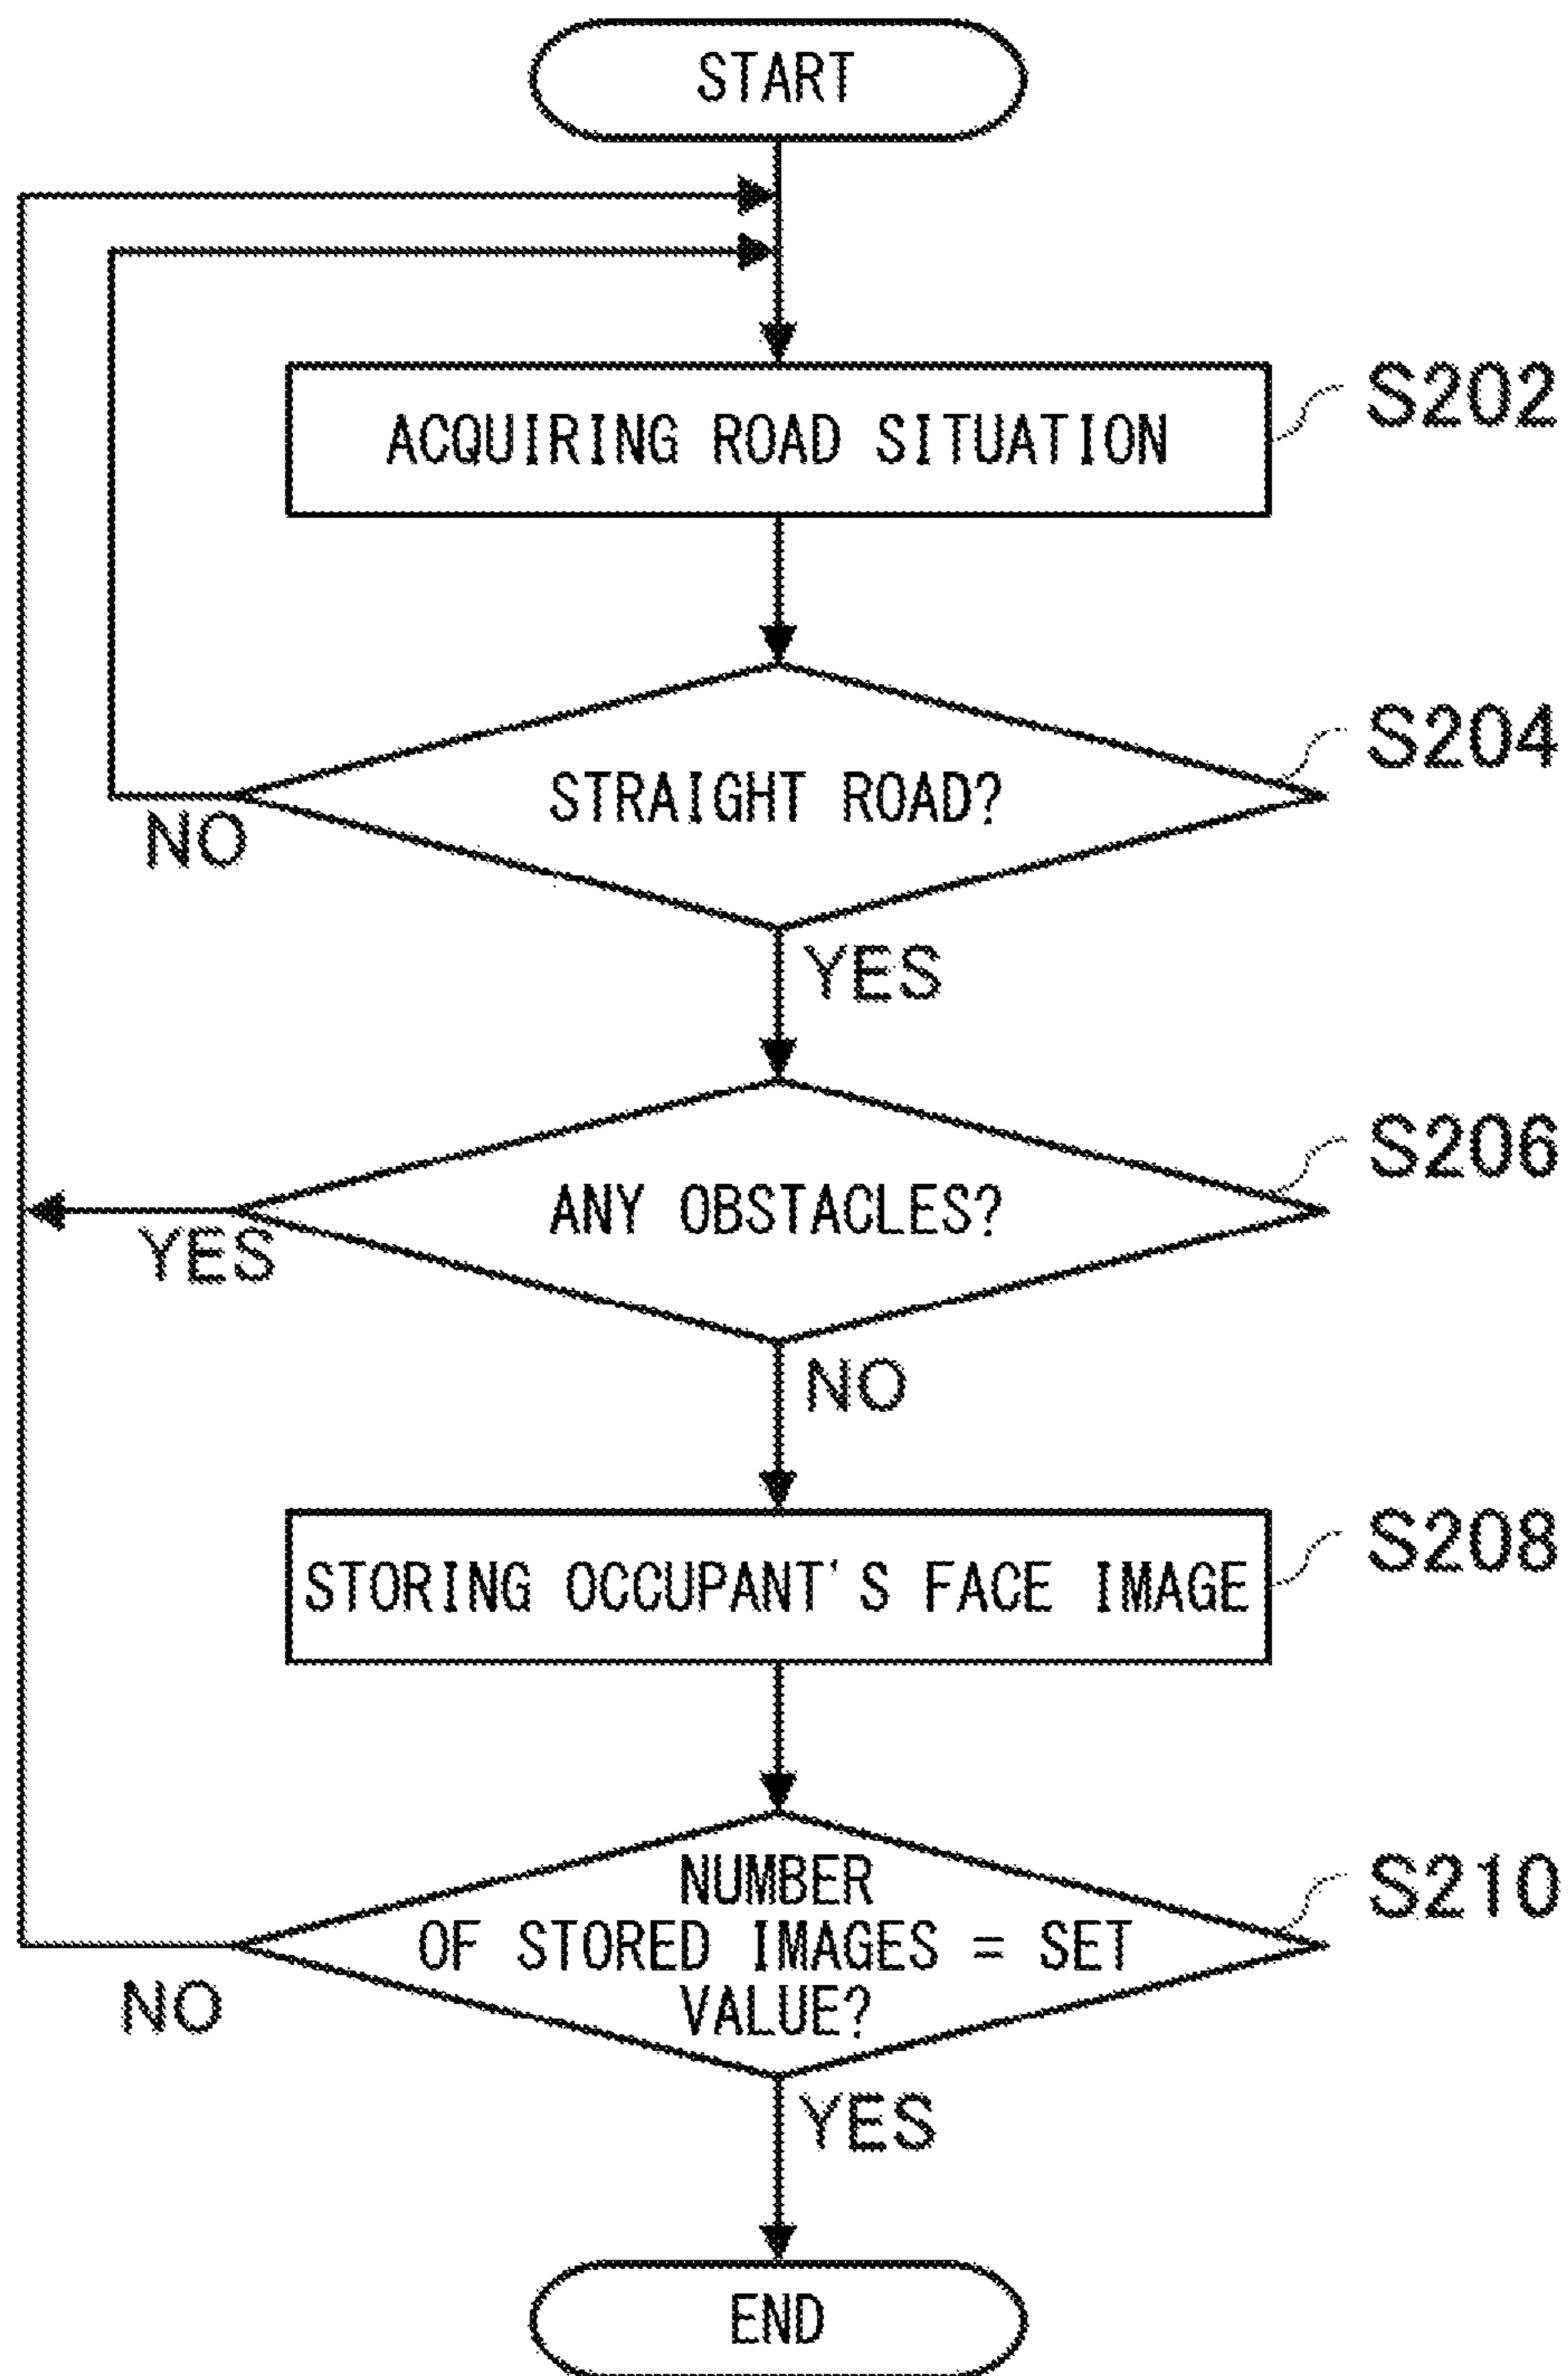 START
ACQUIRING ROAD SITUATION
S202
STRAIGHT ROAD?
S204
NO
YES
ANY OBSTACLES?
S206
YES
NO
STORING OCCUPANT'S FACE IMAGE
S208
NUMBER
OF STORED IMAGES = SET
VALUE?
S210
NO
YES
END